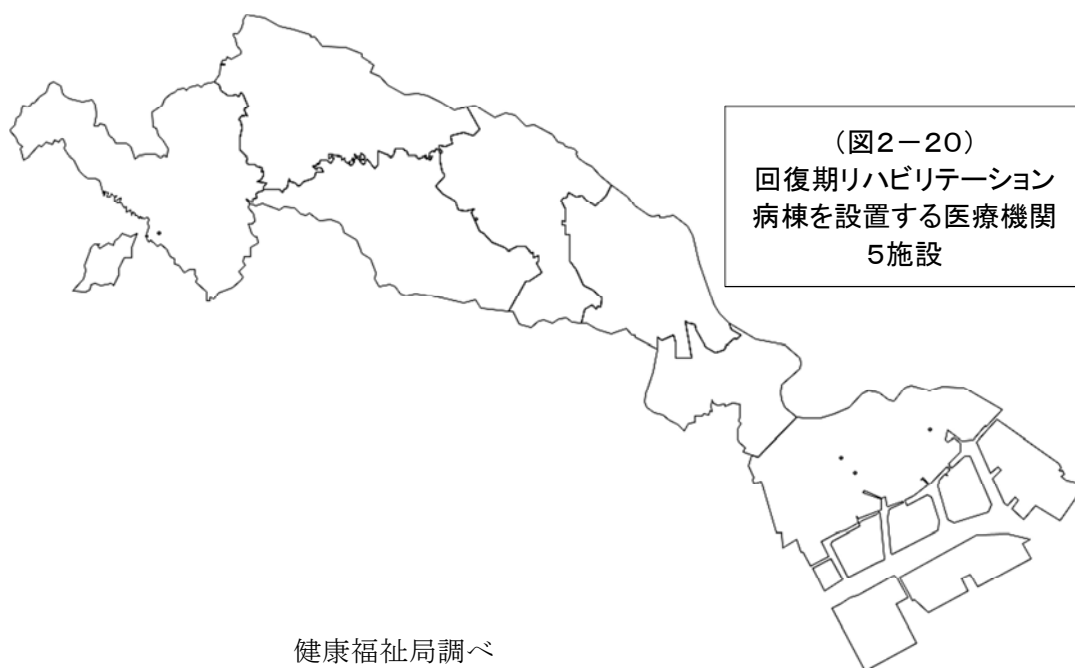 (図2-20)
回復期リハビリテーション
病棟を設置する医療機関
5施設
健康福祉局調べ